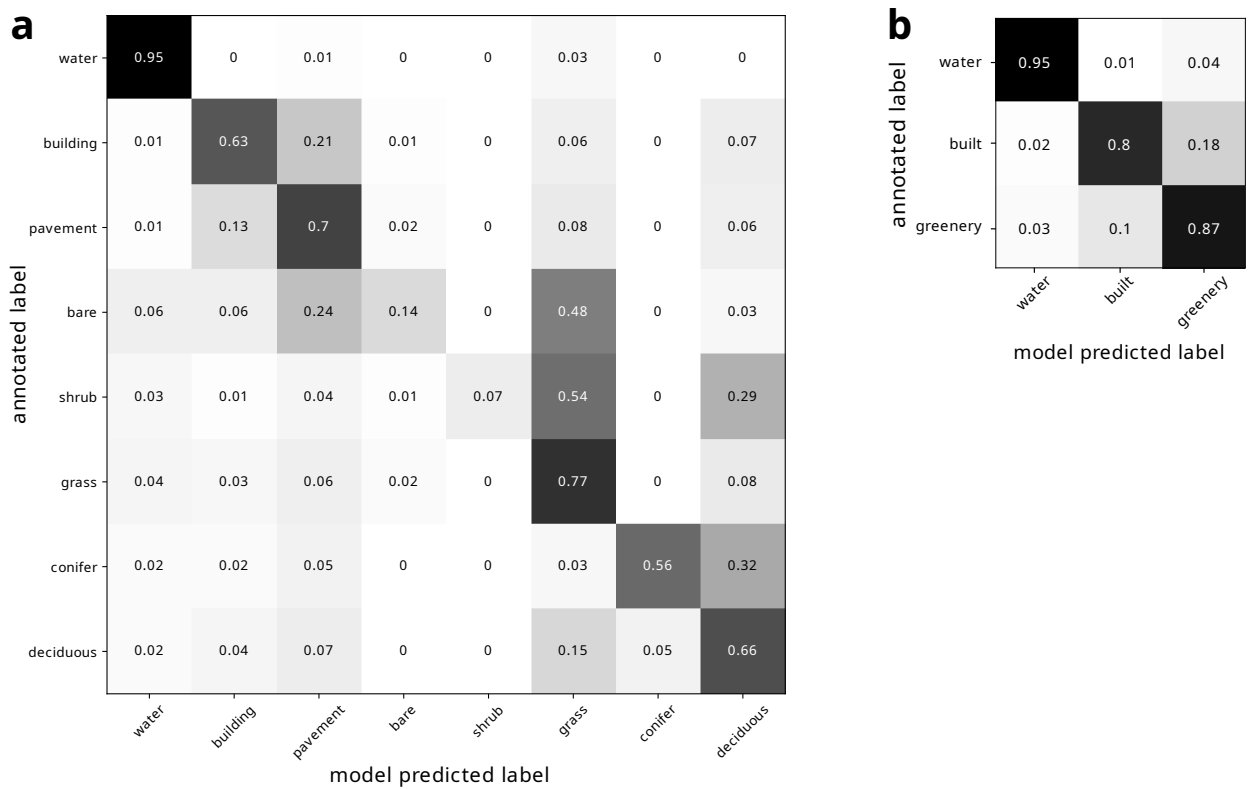 a
water 0.95 0 0.01 0 0 0.03 0 0
building 0.01 0.63 0.21 0.01 0 0.06 0 0.07
pavement 0.01 0.13 0.7 0.02 0 0.08 0 0.06
bare 0.06 0.06 0.24 0.14 0 0.48 0 0.03
shrub 0.03 0.01 0.04 0.01 0.07 0.54 0 0.29
grass 0.04 0.03 0.06 0.02 0 0.77 0 0.08
conifer 0.02 0.02 0.05 0 0 0.03 0.56 0.32
deciduous 0.02 0.04 0.07 0 0 0.15 0.05 0.66
water building pavement bare shrub grass conifer deciduous
annotated label
model predicted label
b
water 0.95 0.01 0.04
built 0.02 0.8 0.18
greenery 0.03 0.1 0.87
water built greenery
annotated label
model predicted label